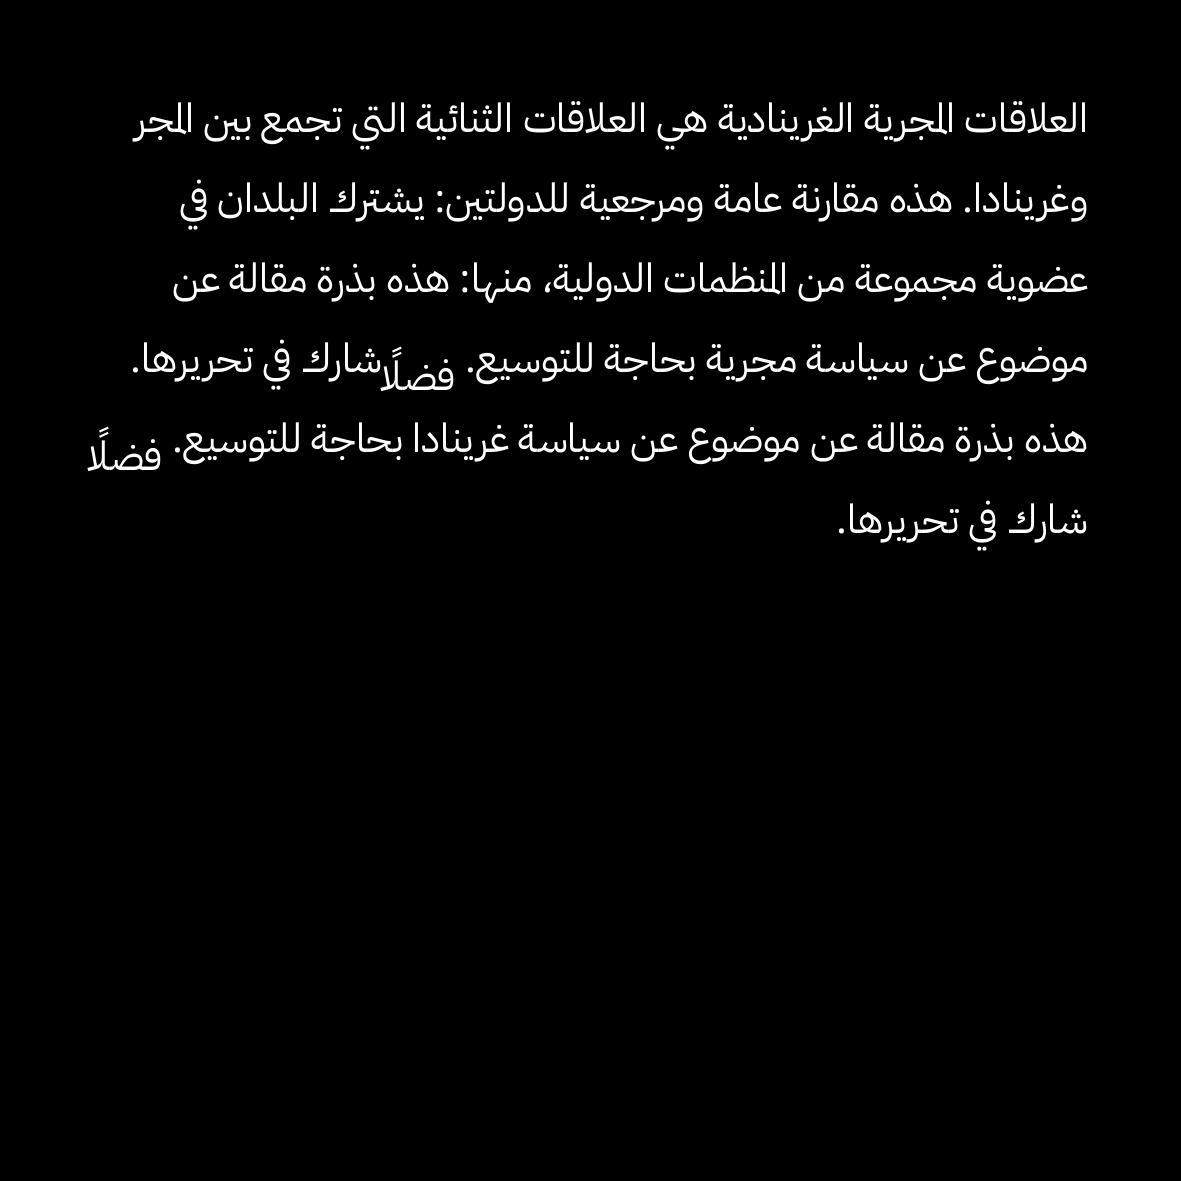 العلاقات المجرية الغرينادية هي العلاقات الثنائية التي تجمع بين المجر
وغرينادا. هذه مقارنة عامة ومرجعية للدولتين: يشترك البلدان في
عضوية مجموعة من المنظمات الدولية، منها: هذه بذرة مقالة عن
موضوع عن سياسة مجرية بحاجة للتوسيع. فضلًا شارك في تحريرها.
هذه بذرة مقالة عن موضوع عن سياسة غرينادا بحاجة للتوسيع. فضلًا
شارك في تحريرها.